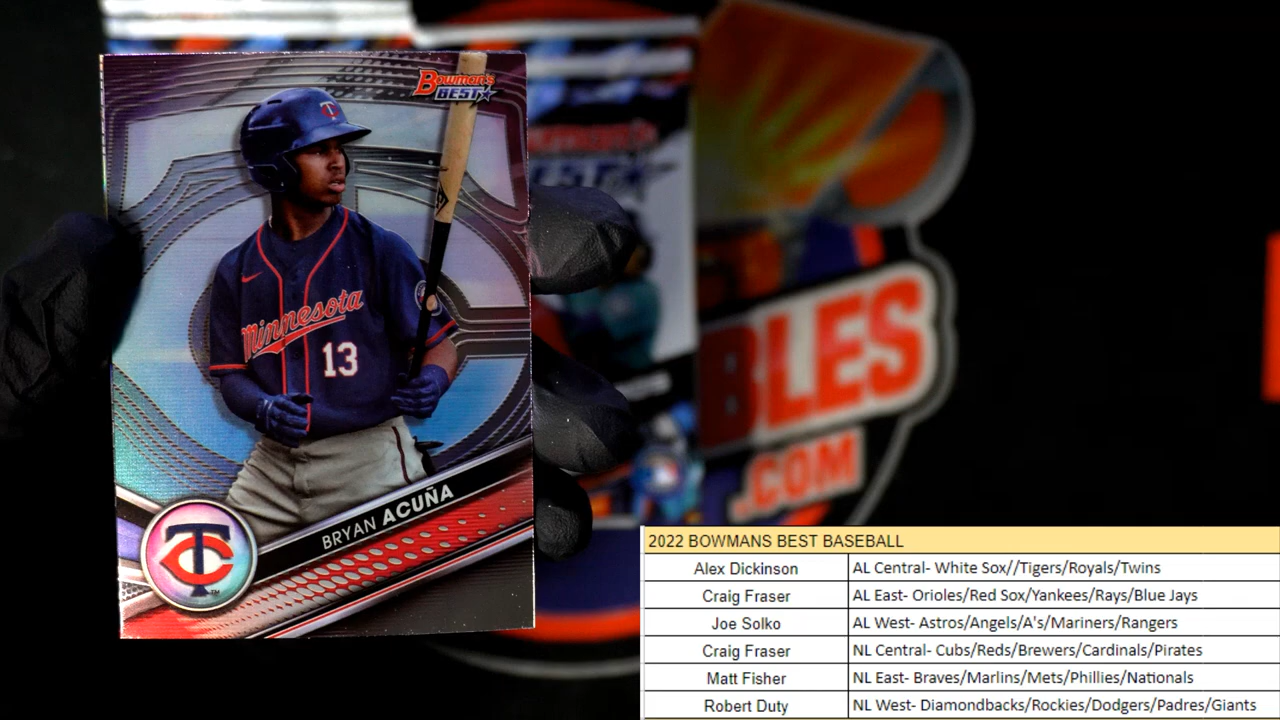 Bowman's
BEST
TC
Minnesota
13
BRYAN ACUÑA
TC
TM
BLES
.COM
2022 BOWMANS BEST BASEBALL
Alex Dickinson AL Central- White Sox//Tigers/Royals/Twins
Craig Fraser AL East- Orioles/Red Sox/Yankees/Rays/Blue Jays
Joe Solko AL West- Astros/Angels/A's/Mariners/Rangers
Craig Fraser NL Central- Cubs/Reds/Brewers/Cardinals/Pirates
Matt Fisher NL East- Braves/Marlins/Mets/Phillies/Nationals
Robert Duty NL West- Diamondbacks/Rockies/Dodgers/Padres/Giants